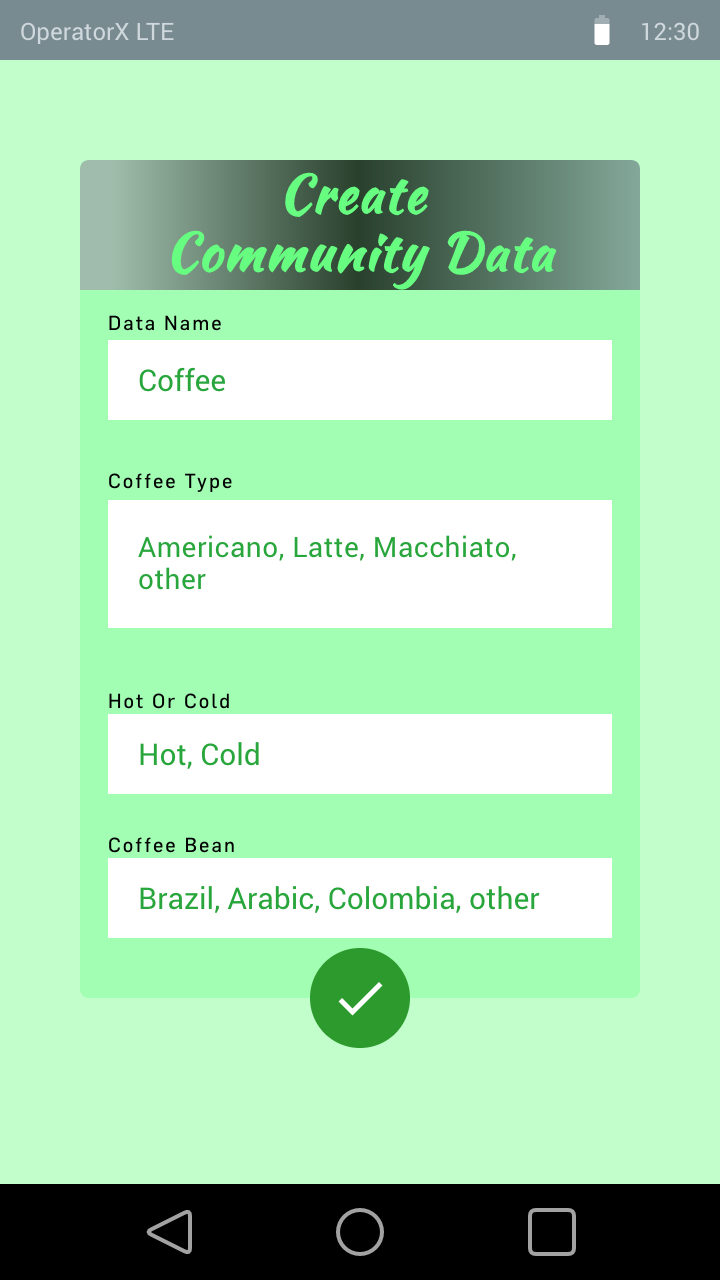 OperatorX LTE 12:30
Create
Community Data
Data Name
Coffee
Coffee Type
Americano, Latte, Macchiato,
other
Hot Or Cold
Hot, Cold
Coffee Bean
Brazil, Arabic, Colombia, other